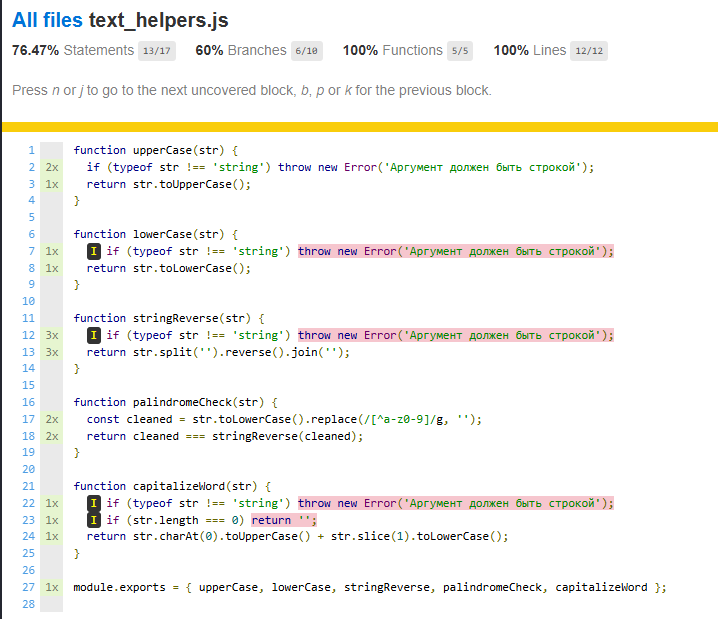 All files text_helpers.js
76.47% Statements 13/17 60% Branches 6/10 100% Functions 5/5 100% Lines 12/12
Press n or j to go to the next uncovered block, b, p or k for the previous block.
1 function upperCase(str) {
2 2x if (typeof str !== 'string') throw new Error('Аргумент должен быть строкой');
3 1x return str.toUpperCase();
4 }
5
6 function lowerCase(str) {
7 1x I if (typeof str !== 'string') throw new Error('Аргумент должен быть строкой');
8 1x return str.toLowerCase();
9 }
10
11 function stringReverse(str) {
12 3x I if (typeof str !== 'string') throw new Error('Аргумент должен быть строкой');
13 3x return str.split('').reverse().join('');
14 }
15
16 function palindromeCheck(str) {
17 2x const cleaned = str.toLowerCase().replace(/[^a-z0-9]/g, '');
18 2x return cleaned === stringReverse(cleaned);
19 }
20
21 function capitalizeWord(str) {
22 1x I if (typeof str !== 'string') throw new Error('Аргумент должен быть строкой');
23 1x I if (str.length === 0) return '';
24 1x return str.charAt(0).toUpperCase() + str.slice(1).toLowerCase();
25 }
26
27 1x module.exports = { upperCase, lowerCase, stringReverse, palindromeCheck, capitalizeWord };
28